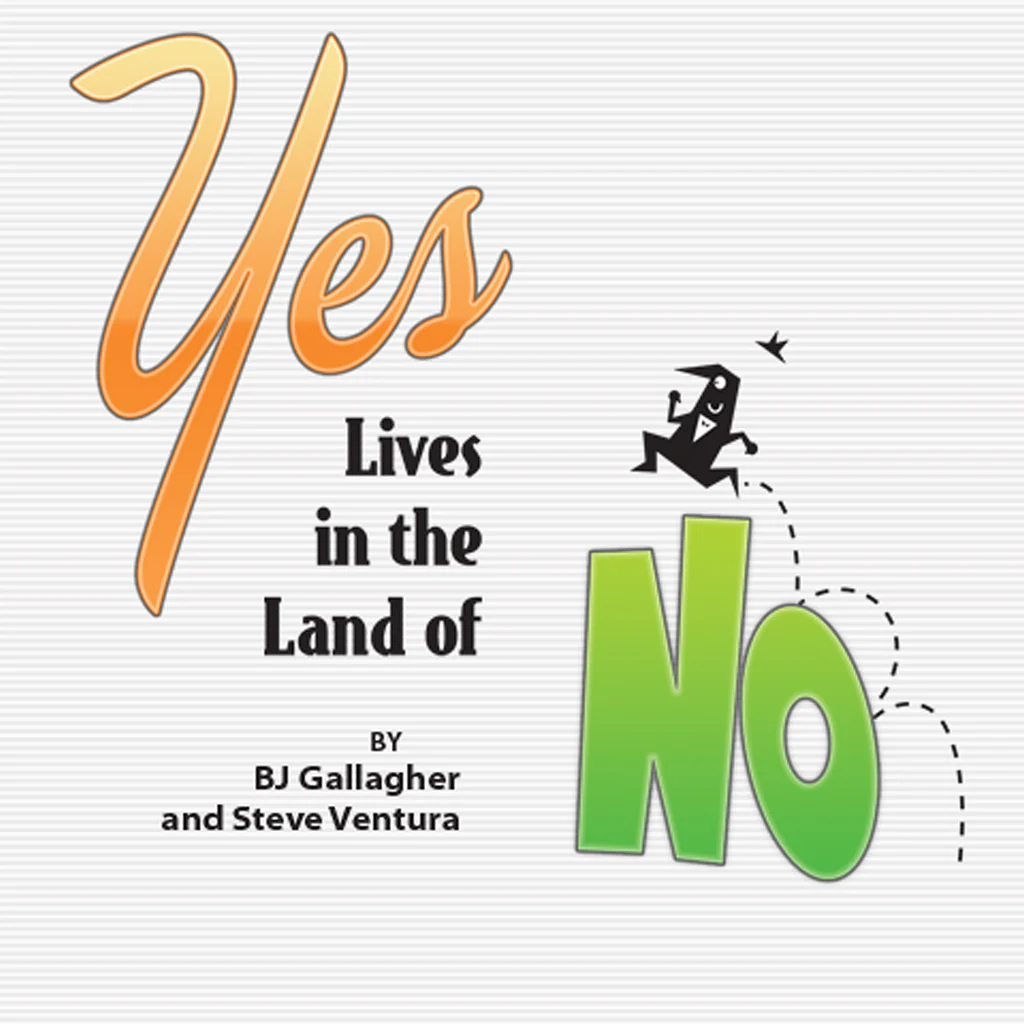 Yes
Lives
in the
Land of
NO
BY
BJ Gallagher
and Steve Ventura